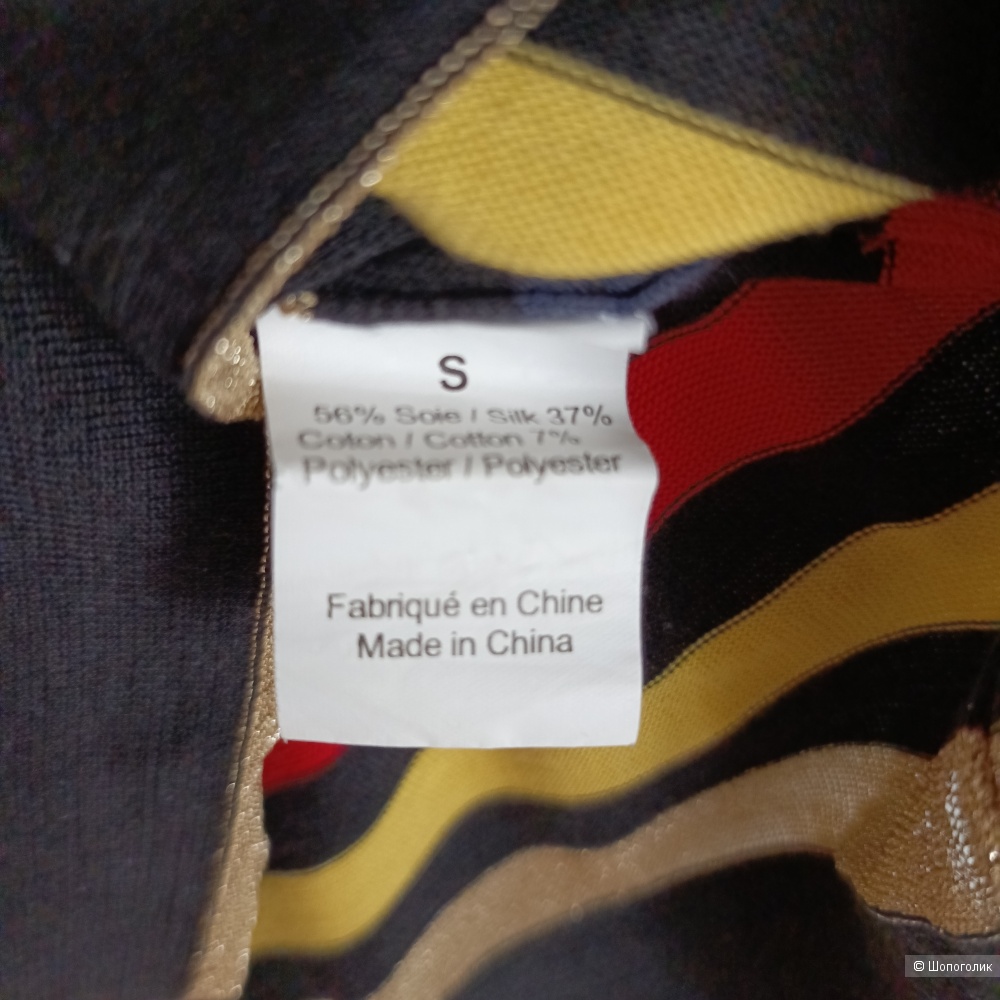 S
56% Soie / Silk 37%
Coton / Cotton 7%
Polyester / Polyester
Fabriqué en Chine
Made in China
© Шопоголик